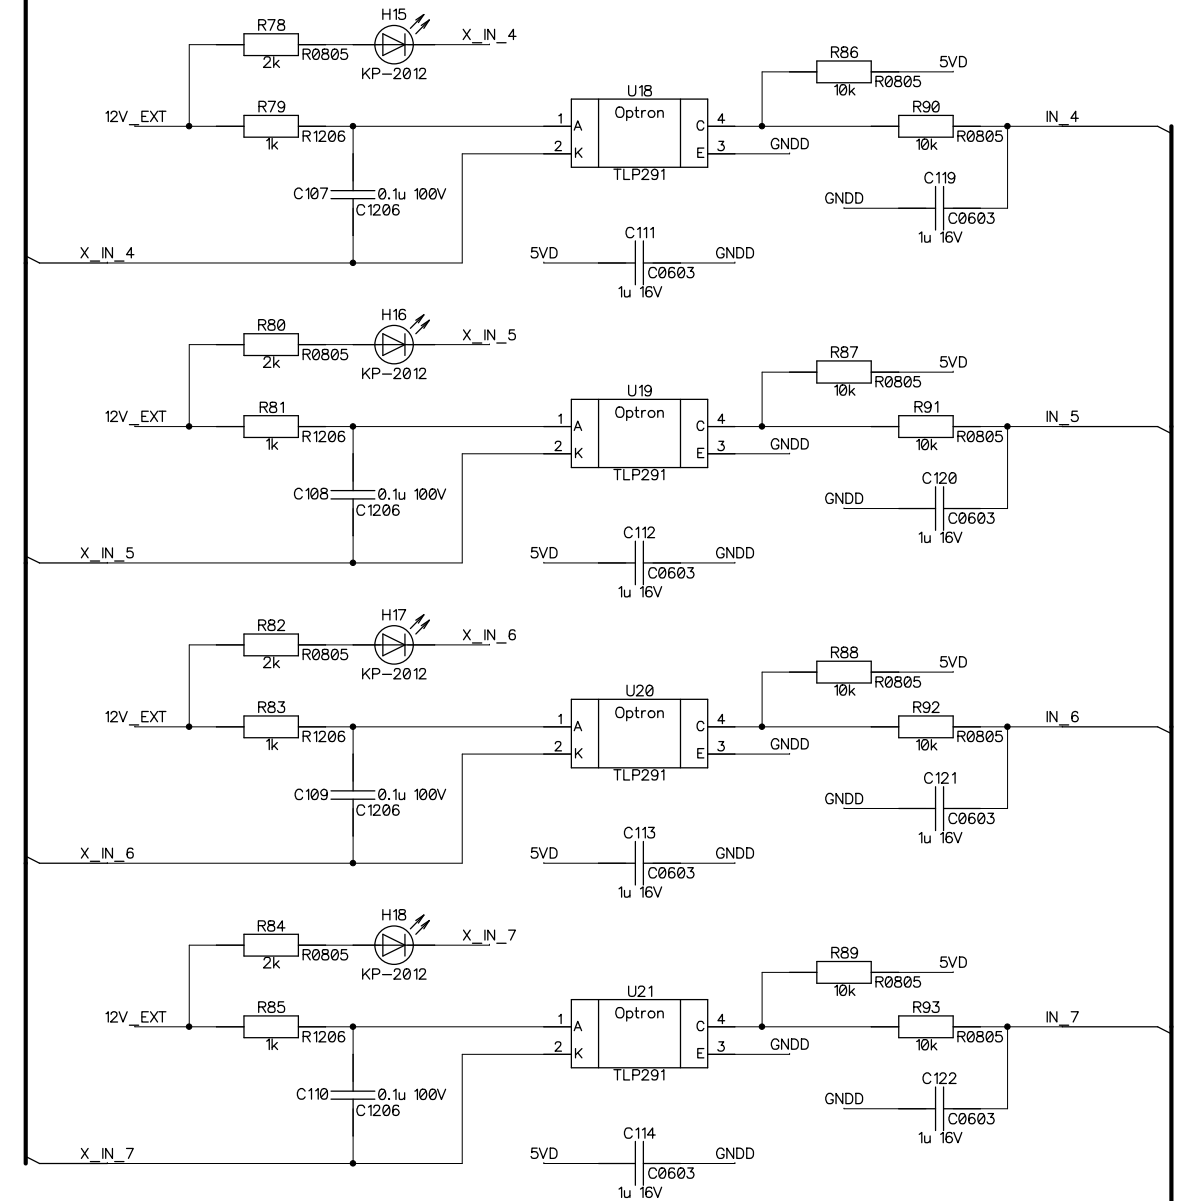 H15
R78
X_IN_4
2k
R0805
KP-2012
R86
5VD
10k
R0805
U18
12V_EXT
R79
Optron
R90
IN_4
1
A
C
4
1k
R1206
10k
R0805
2
K
E
3
GNDD
TLP291
C107
0.1u 100V
C1206
C119
GNDD
C0603
1u 16V
X_IN_4
C111
5VD
GNDD
C0603
1u 16V
H16
R80
X_IN_5
2k
R0805
KP-2012
R87
5VD
10k
R0805
U19
12V_EXT
R81
Optron
R91
IN_5
1
A
C
4
1k
R1206
10k
R0805
2
K
E
3
GNDD
TLP291
C108
0.1u 100V
C1206
C120
GNDD
C0603
1u 16V
X_IN_5
C112
5VD
GNDD
C0603
1u 16V
H17
R82
X_IN_6
2k
R0805
KP-2012
R88
5VD
10k
R0805
U20
12V_EXT
R83
Optron
R92
IN_6
1
A
C
4
1k
R1206
10k
R0805
2
K
E
3
GNDD
TLP291
C109
0.1u 100V
C1206
C121
GNDD
C0603
1u 16V
X_IN_6
C113
5VD
GNDD
C0603
1u 16V
H18
R84
X_IN_7
2k
R0805
KP-2012
R89
5VD
10k
R0805
U21
12V_EXT
R85
Optron
R93
IN_7
1
A
C
4
1k
R1206
10k
R0805
2
K
E
3
GNDD
TLP291
C110
0.1u 100V
C1206
C122
GNDD
C0603
1u 16V
X_IN_7
C114
5VD
GNDD
C0603
1u 16V